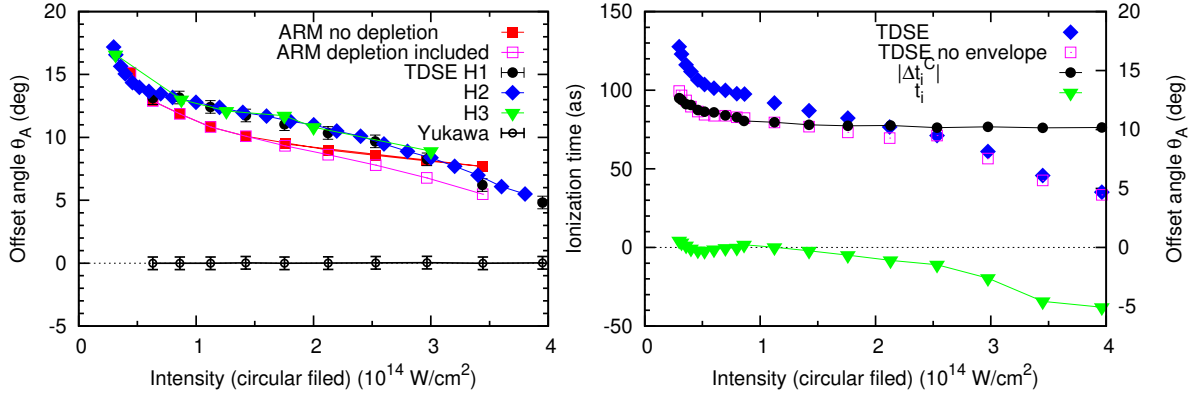 20
15
10
5
0
-5
0
1
2
3
4
Offset angle θA (deg)
Intensity (circular filed) (10^14 W/cm^2)
ARM no depletion
ARM depletion included
TDSE H1
H2
H3
Yukawa
150
100
50
0
-50
0
1
2
3
4
Ionization time (as)
Intensity (circular filed) (10^14 W/cm^2)
TDSE
TDSE no envelope
|Δt_i^C|
t_i
20
15
10
5
0
-5
Offset angle θA (deg)